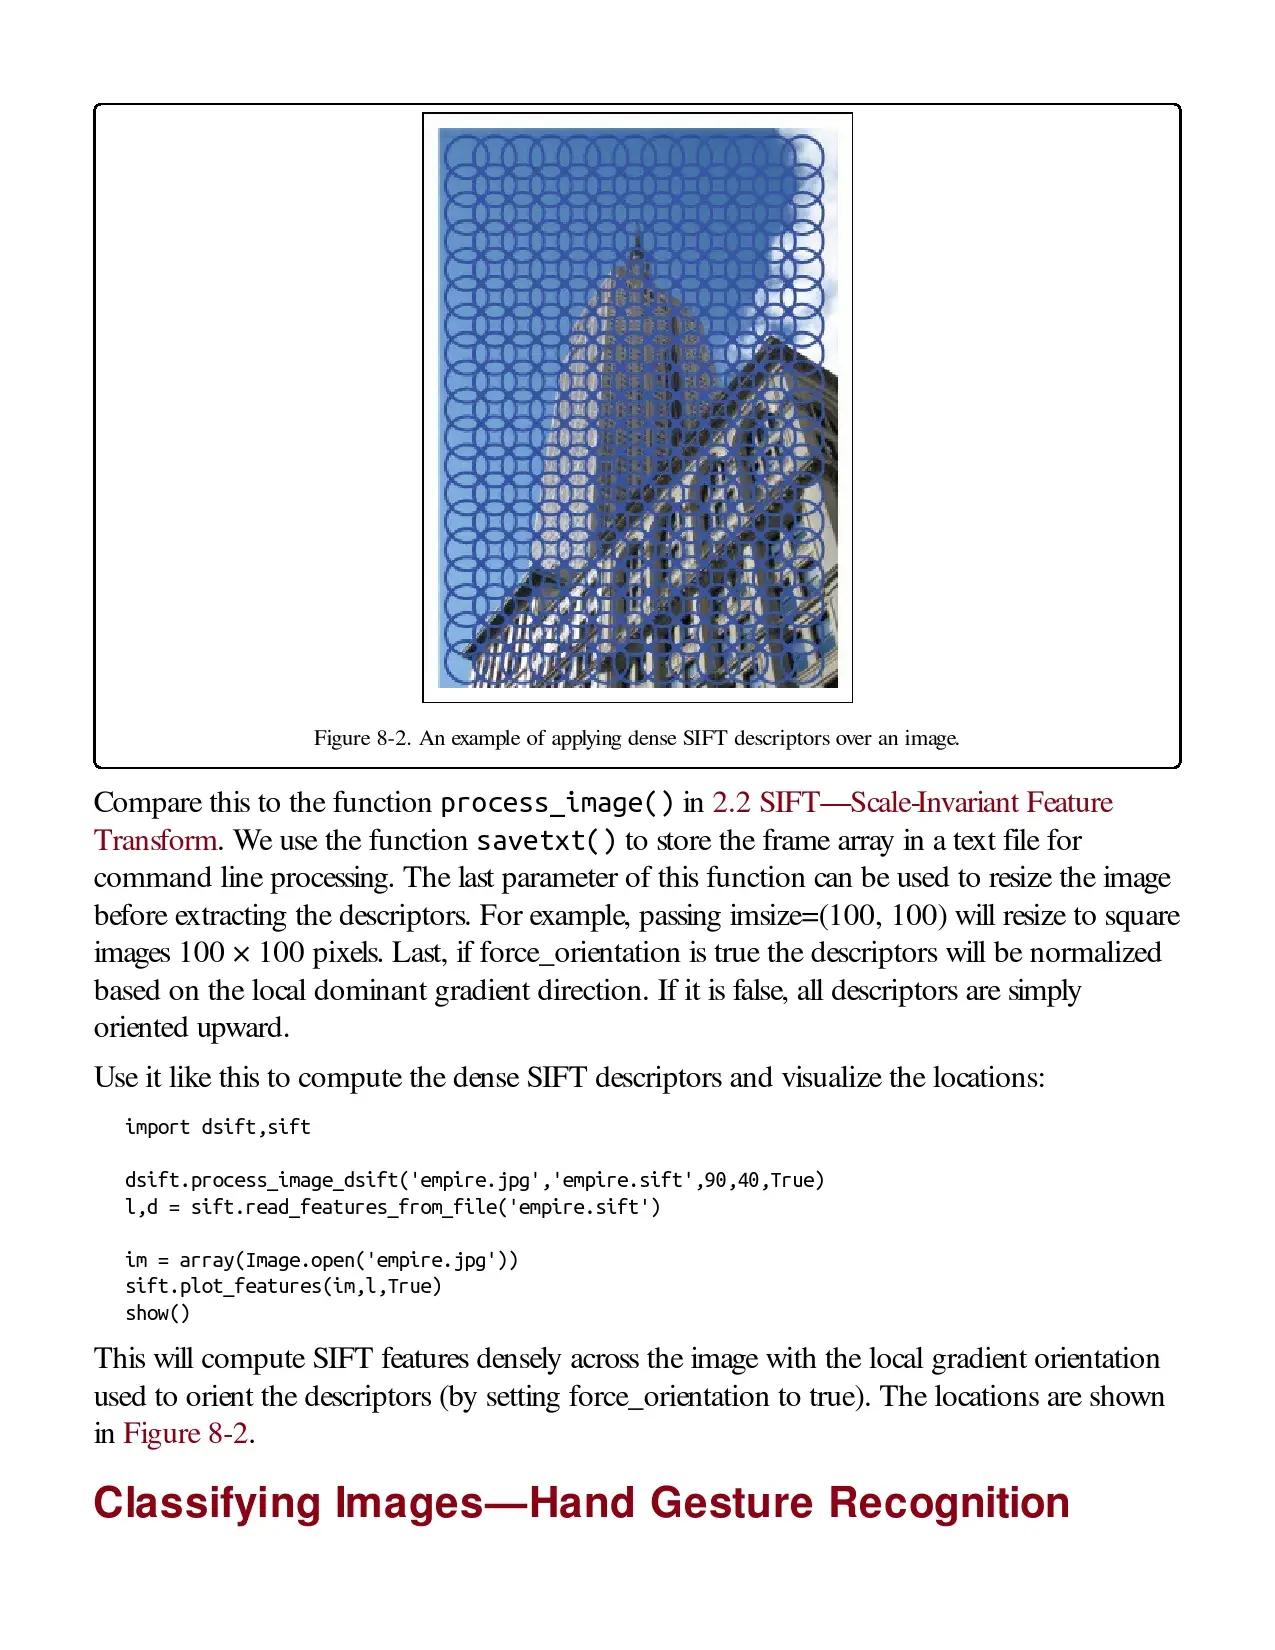 Figure 8-2. An example of applying dense SIFT descriptors over an image.
Compare this to the function process_image() in 2.2 SIFT—Scale-Invariant Feature
Transform. We use the function savetxt() to store the frame array in a text file for
command line processing. The last parameter of this function can be used to resize the image
before extracting the descriptors. For example, passing imsize=(100, 100) will resize to square
images 100 × 100 pixels. Last, if force_orientation is true the descriptors will be normalized
based on the local dominant gradient direction. If it is false, all descriptors are simply
oriented upward.
Use it like this to compute the dense SIFT descriptors and visualize the locations:
import dsift,sift
dsift.process_image_dsift('empire.jpg','empire.sift',90,40,True)
l,d = sift.read_features_from_file('empire.sift')
im = array(Image.open('empire.jpg'))
sift.plot_features(im,l,True)
show()
This will compute SIFT features densely across the image with the local gradient orientation
used to orient the descriptors (by setting force_orientation to true). The locations are shown
in Figure 8-2.
Classifying Images—Hand Gesture Recognition